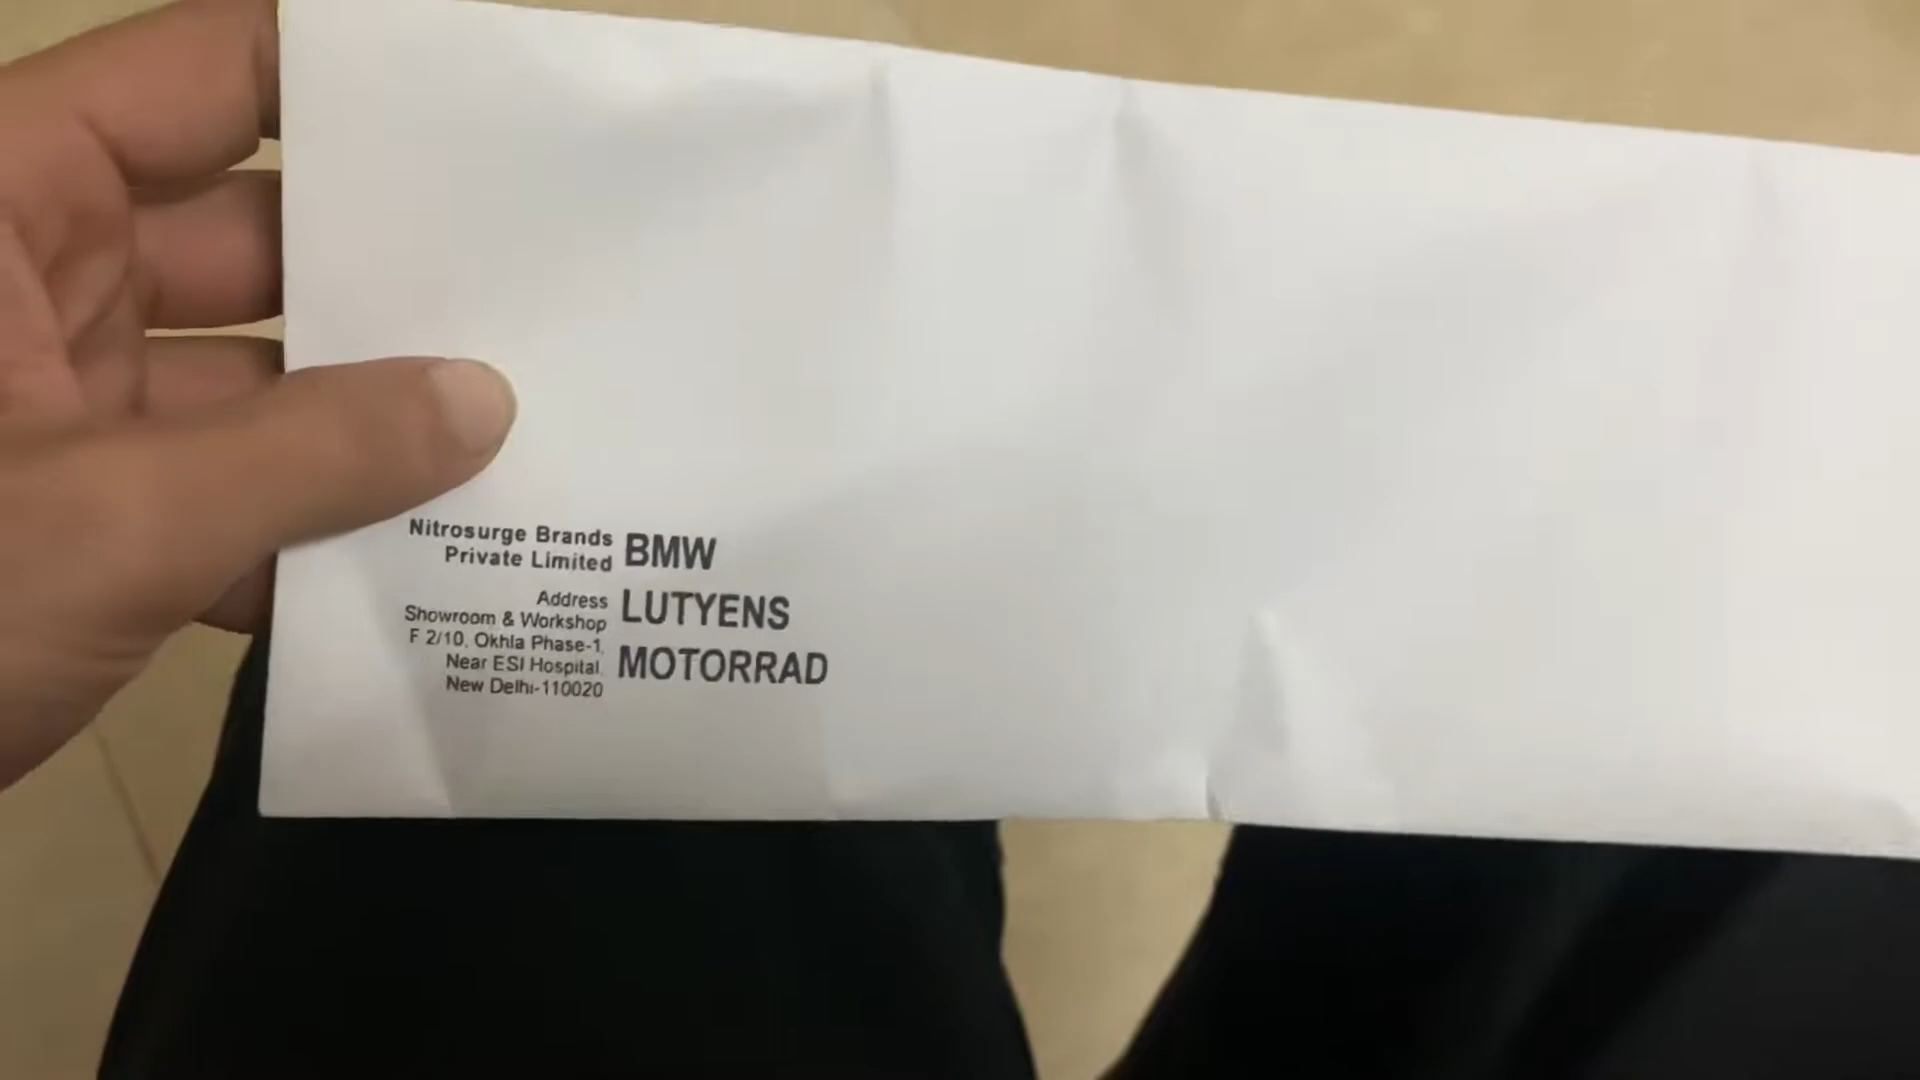 Nitrosurge Brands
Private Limited
Address
Showroom & Workshop
F 2/10, Okhla Phase-1,
Near ESI Hospital,
New Delhi-110020
BMW
LUTYENS
MOTORRAD